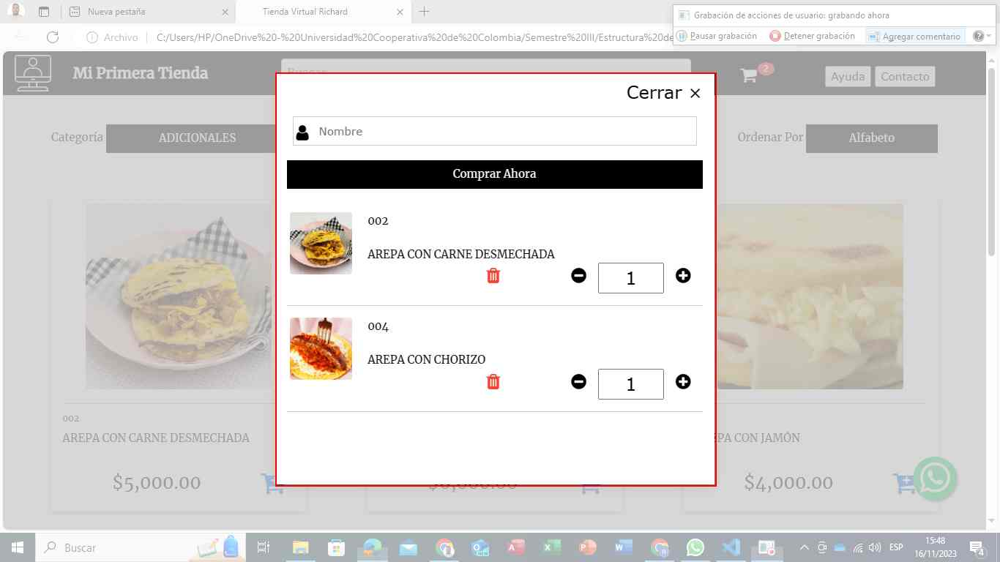 Nueva pestaña
Tienda Virtual Richard
Grabación de acciones de usuario: grabando ahora
Archivo
C:/Users/HP/OneDrive%20-%20Universidad%20Cooperativa%20de%20Colombia/Semestre%20III/Estructura%20de
Pausar grabación
Detener grabación
Agregar comentario
Mi Primera Tienda
2
Ayuda
Contacto
Cerrar ×
Nombre
Categoría
ADICIONALES
Ordenar Por
Alfabeto
Comprar Ahora
002
AREPA CON CARNE DESMECHADA
1
004
AREPA CON CHORIZO
1
002
AREPA CON CARNE DESMECHADA
PA CON JAMÓN
$5,000.00
$4,000.00
Buscar
ESP
15:48
16/11/2023
4